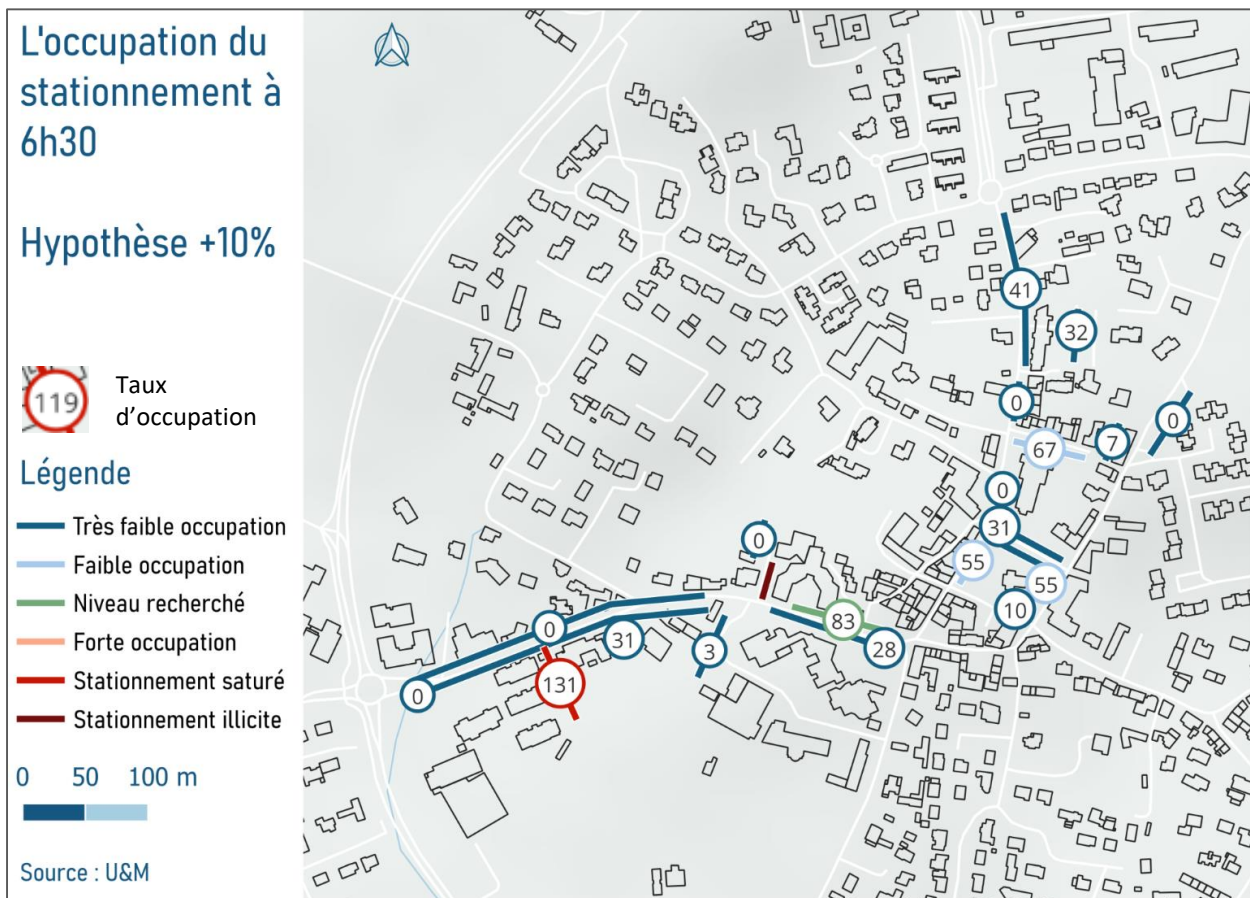 L'occupation du
stationnement à
6h30
Hypothèse +10%
119
Taux
d'occupation
Légende
Très faible occupation
Faible occupation
Niveau recherché
Forte occupation
Stationnement saturé
Stationnement illicite
0 50 100 m
Source : U&M
41
32
0
0
7
67
0
31
0
55
55
10
83
0
31
28
3
131
0